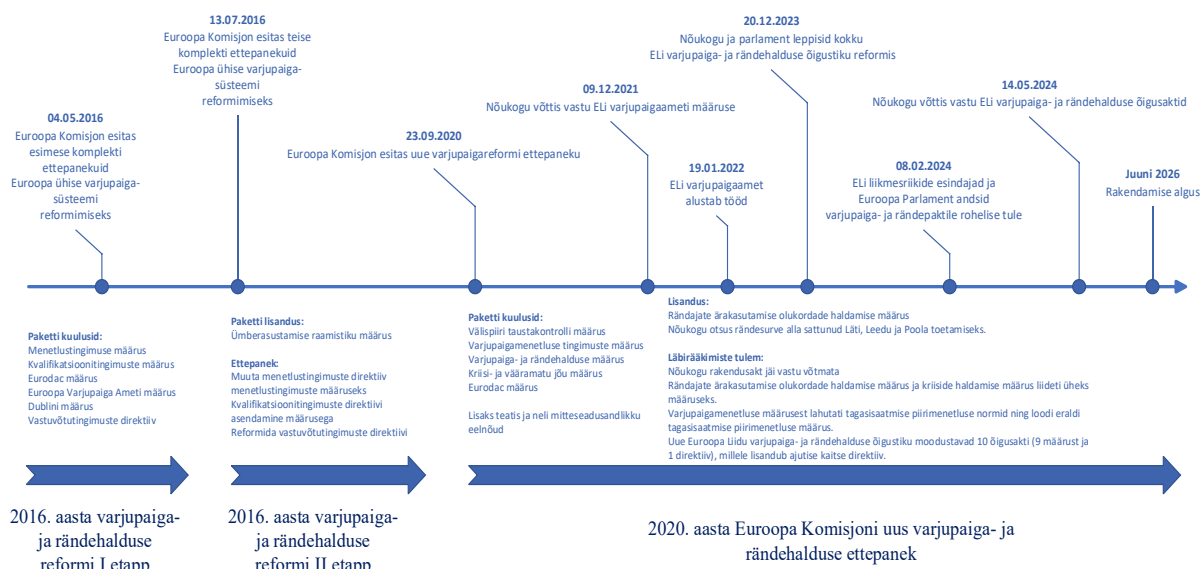 04.05.2016
Euroopa Komisjon esitas
esimese komplekti
ettepanekuid
Euroopa ühise varjupaiga-
süsteemi
reformimiseks
13.07.2016
Euroopa Komisjon esitas teise
komplekti ettepanekuid
Euroopa ühise varjupaiga-
süsteemi
reformimiseks
23.09.2020
Euroopa Komisjon esitas uue varjupaigareformi ettepaneku
09.12.2021
Nõukogu võttis vastu ELi varjupaigaameti määruse
19.01.2022
ELi varjupaigaamet
alustab tööd
20.12.2023
Nõukogu ja parlament leppisid kokku
ELi varjupaiga- ja rändehalduse õigustiku reformis
08.02.2024
ELi liikmesriikide esindajad ja
Euroopa Parlament andsid
varjupaiga- ja rändepaktile rohelise tule
14.05.2024
Nõukogu võttis vastu ELi varjupaiga- ja rändehalduse õigusaktid
Juuni 2026
Rakendamise algus
Paketti kuulusid:
Menetlustingimuse määrus
Kvalifikatsioonitingimuste määrus
Eurodac määrus
Euroopa Varjupaiga Ameti määrus
Dublini määrus
Vastuvõtutingimuste direktiiv
Paketti lisandus:
Ümberasustamise raamistiku määrus
Ettepanek:
Muuta menetlustingimuste direktiiv
menetlustingimuste määruseks
Kvalifikatsioonitingimuste direktiivi
asendamine määrusega
Reformida vastuvõtutingimuste direktiivi
Paketti kuulusid:
Välispiiri taustakontrolli määrus
Varjupaigamenetluse tingimuste määrus
Varjupaiga- ja rändehalduse määrus
Kriisi- ja vääramatu jõu määrus
Eurodac määrus
Lisaks teatis ja neli mitteseadusandlikku
eelnõud
Lisandus:
Rändajate ärakasutamise olukordade haldamise määrus
Nõukogu otsus rändesurve alla sattunud Läti, Leedu ja Poola toetamiseks.
Läbirääkimiste tulem:
Nõukogu rakendusakt jäi vastu võtmata
Rändajate ärakasutamise olukordade haldamise määrus ja kriiside haldamise määrus liideti üheks
määruseks.
Varjupaigamenetluse määrusest lahutati tagasisaatmise piirimenetluse normid ning loodi eraldi
tagasisaatmise piirimenetluse määrus.
Uue Euroopa Liidu varjupaiga- ja rändehalduse õigustiku moodustavad 10 õigusakti (9 määrust ja
1 direktiiv), millele lisandub ajutise kaitse direktiiv.
2016. aasta varjupaiga-
ja rändehalduse
reformi I etapp
2016. aasta varjupaiga-
ja rändehalduse
reformi II etapp
2020. aasta Euroopa Komisjoni uus varjupaiga- ja
rändehalduse ettepanek